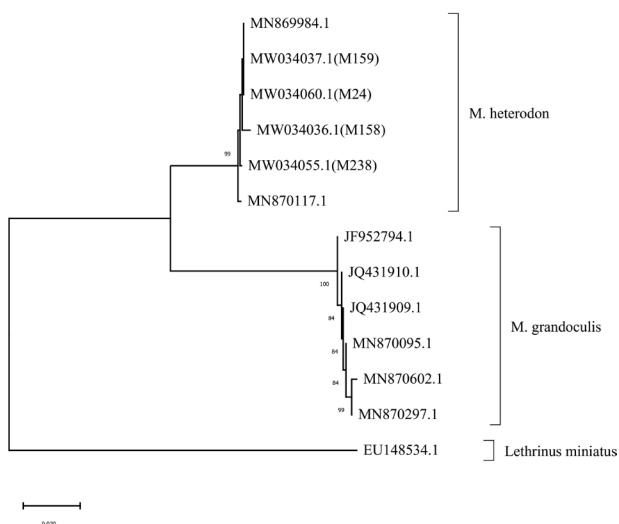 MN869984.1
MW034037.1(M159)
MW034060.1(M24)
M. heterodon
MW034036.1(M158)
99
MW034055.1(M238)
MN870117.1
JF952794.1
JQ431910.1
100
JQ431909.1
84
M. grandoculis
MN870095.1
84
MN870602.1
84
99
MN870297.1
EU148534.1
Lethrinus miniatus
0.020